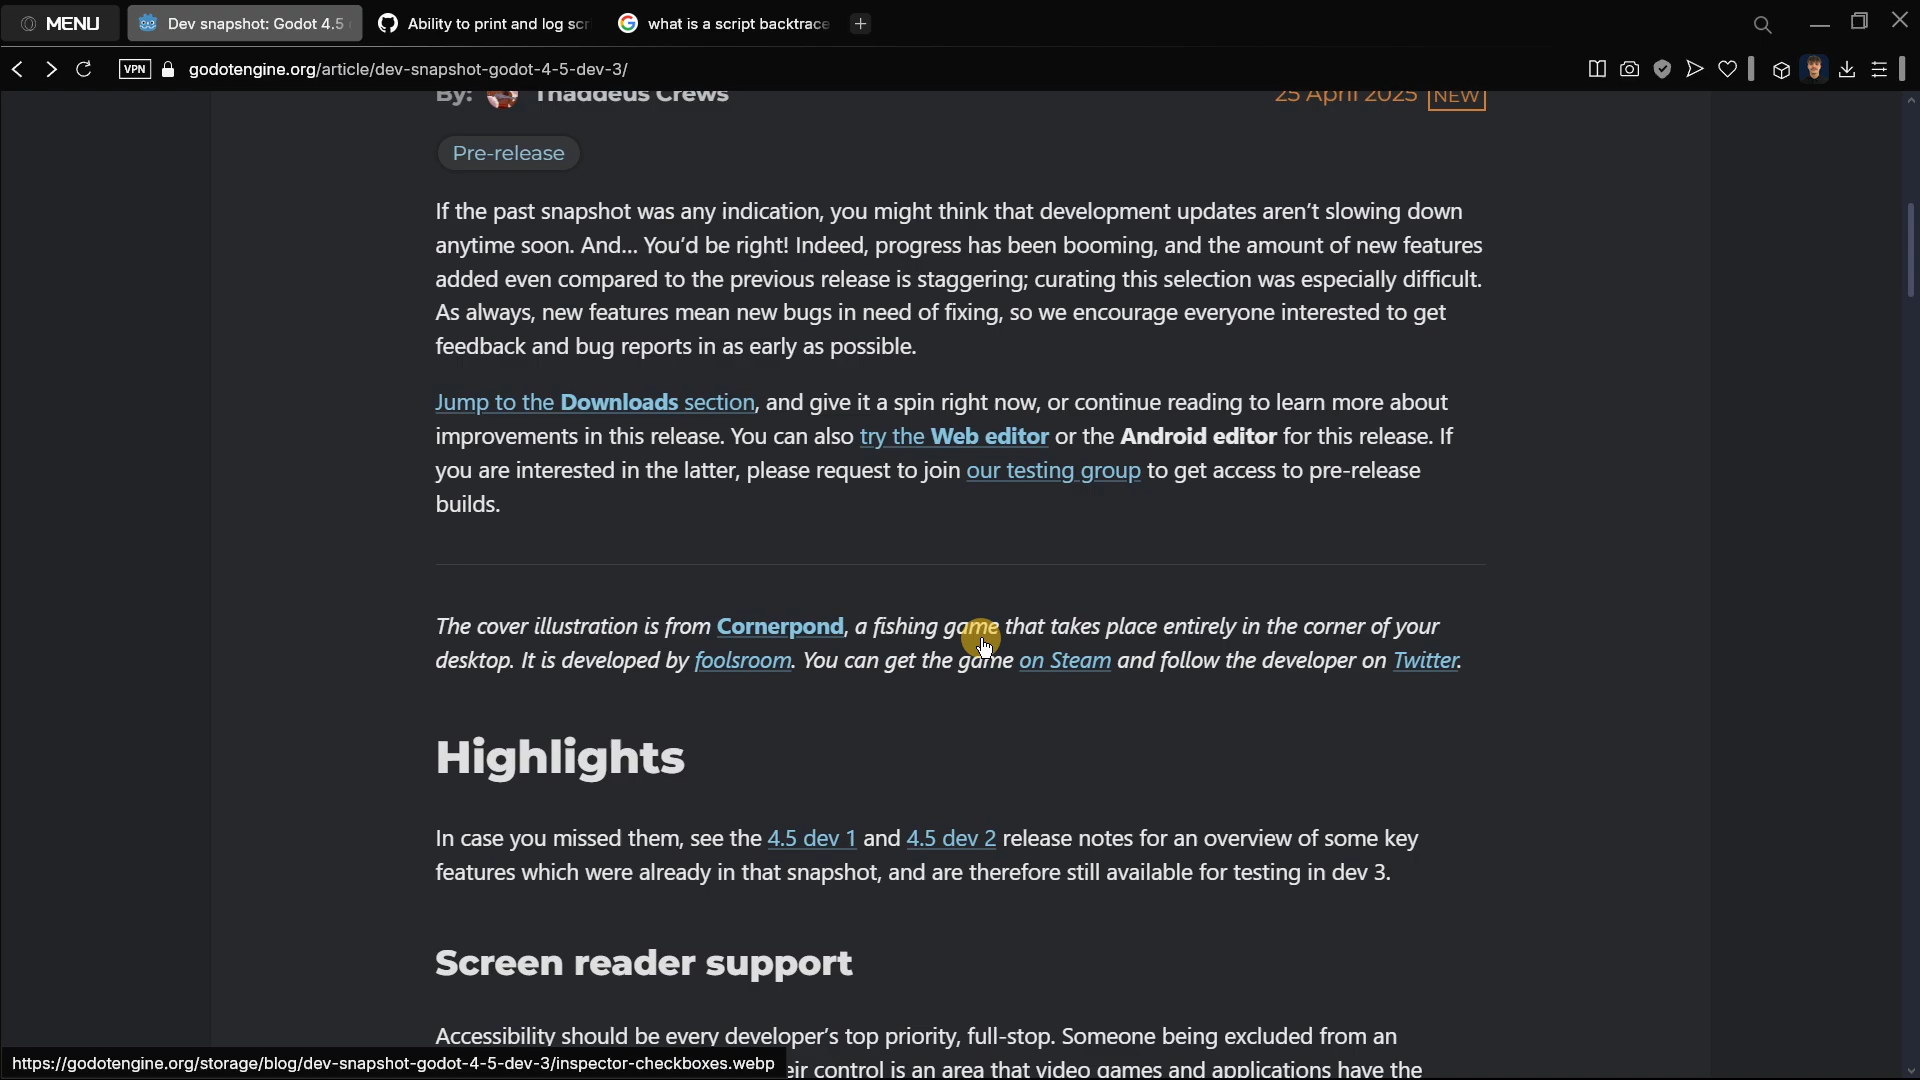 MENU
Dev snapshot: Godot 4.5
Ability to print and log scr
what is a script backtrace
VPN
godotengine.org/article/dev-snapshot-godot-4-5-dev-3/
By: Thaddeus Crews
25 April 2025 NEW
Pre-release
If the past snapshot was any indication, you might think that development updates aren’t slowing down
anytime soon. And... You’d be right! Indeed, progress has been booming, and the amount of new features
added even compared to the previous release is staggering; curating this selection was especially difficult.
As always, new features mean new bugs in need of fixing, so we encourage everyone interested to get
feedback and bug reports in as early as possible.
Jump to the Downloads section, and give it a spin right now, or continue reading to learn more about
improvements in this release. You can also try the Web editor or the Android editor for this release. If
you are interested in the latter, please request to join our testing group to get access to pre-release
builds.
The cover illustration is from Cornerpond, a fishing game that takes place entirely in the corner of your
desktop. It is developed by foolsroom. You can get the game on Steam and follow the developer on Twitter.
Highlights
In case you missed them, see the 4.5 dev 1 and 4.5 dev 2 release notes for an overview of some key
features which were already in that snapshot, and are therefore still available for testing in dev 3.
Screen reader support
Accessibility should be every developer’s top priority, full-stop. Someone being excluded from an
https://godotengine.org/storage/blog/dev-snapshot-godot-4-5-dev-3/inspector-checkboxes.webp
eir control is an area that video games and applications have the